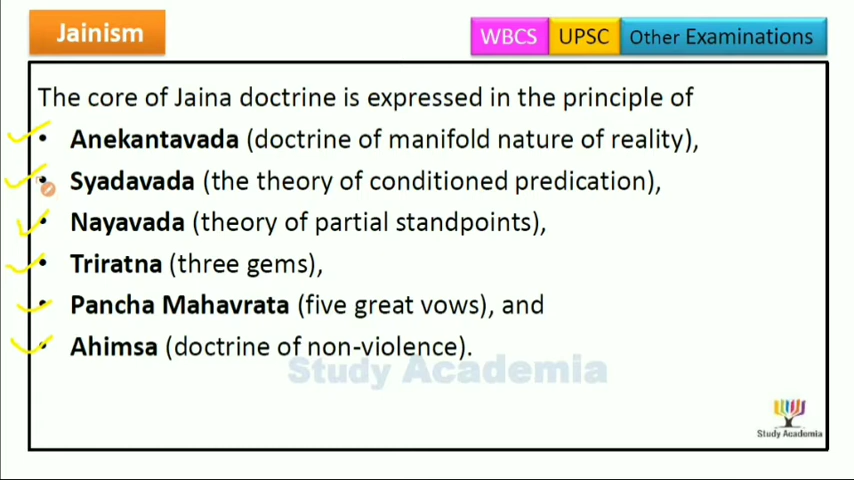 Jainism
WBCS UPSC Other Examinations
The core of Jaina doctrine is expressed in the principle of
• Anekantavada (doctrine of manifold nature of reality),
• Syadavada (the theory of conditioned predication),
• Nayavada (theory of partial standpoints),
• Triratna (three gems),
• Pancha Mahavrata (five great vows), and
• Ahimsa (doctrine of non-violence).
Study Academia
Study Academia